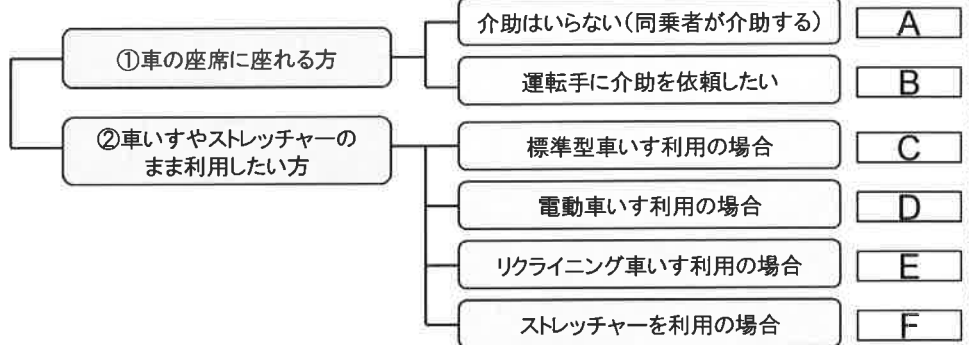 介助はいらない(同乗者が介助する)
A
①車の座席に座れる方
運転手に介助を依頼したい
B
②車いすやストレッチャーの
まま利用したい方
標準型車いす利用の場合
C
電動車いす利用の場合
D
リクライニング車いす利用の場合
E
ストレッチャーを利用の場合
F